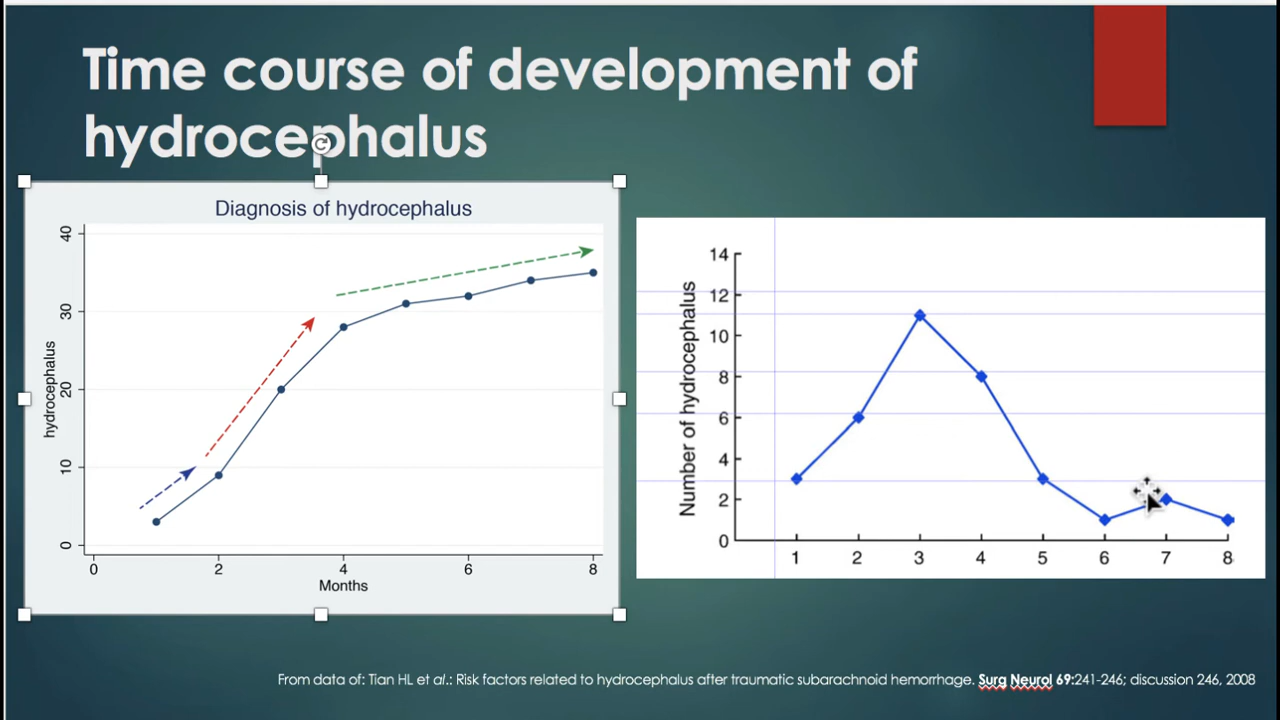 Time course of development of
hydrocephalus
Diagnosis of hydrocephalus
hydrocephalus
40
30
20
10
0
0 2 4 6 8
Months
Number of hydrocephalus
14
12
10
8
6
4
2
0
1 2 3 4 5 6 7 8
From data of: Tian HL et al.: Risk factors related to hydrocephalus after traumatic subarachnoid hemorrhage. Surg Neurol 69:241-246; discussion 246, 2008